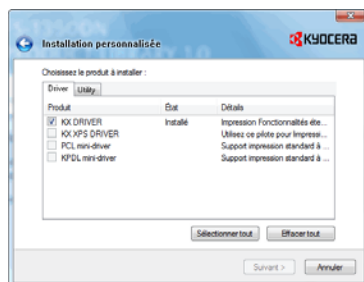 Installation personnalisée
KYOCERA
Choisissez le produit à installer :
Driver Utility
Produit État Détails
KX DRIVER Installé Impression Fonctionnalités éte...
KX XPS DRIVER Utilisez ce pilote pour Impressi...
PCL mini-driver Support impression standard à ...
KPDL mini-driver Support impression standard à ...
Sélectionner tout Effacer tout
Suivant > Annuler